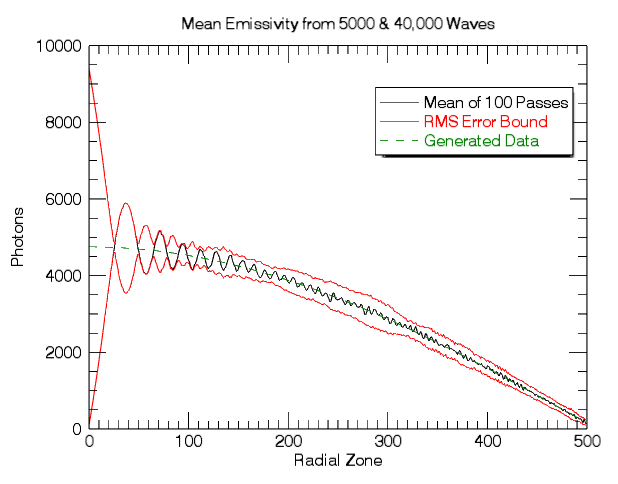 Mean Emissivity from 5000 & 40,000 Waves
10000
8000
6000
4000
2000
0
Photons
Mean of 100 Passes
RMS Error Bound
Generated Data
0 100 200 300 400 500
Radial Zone